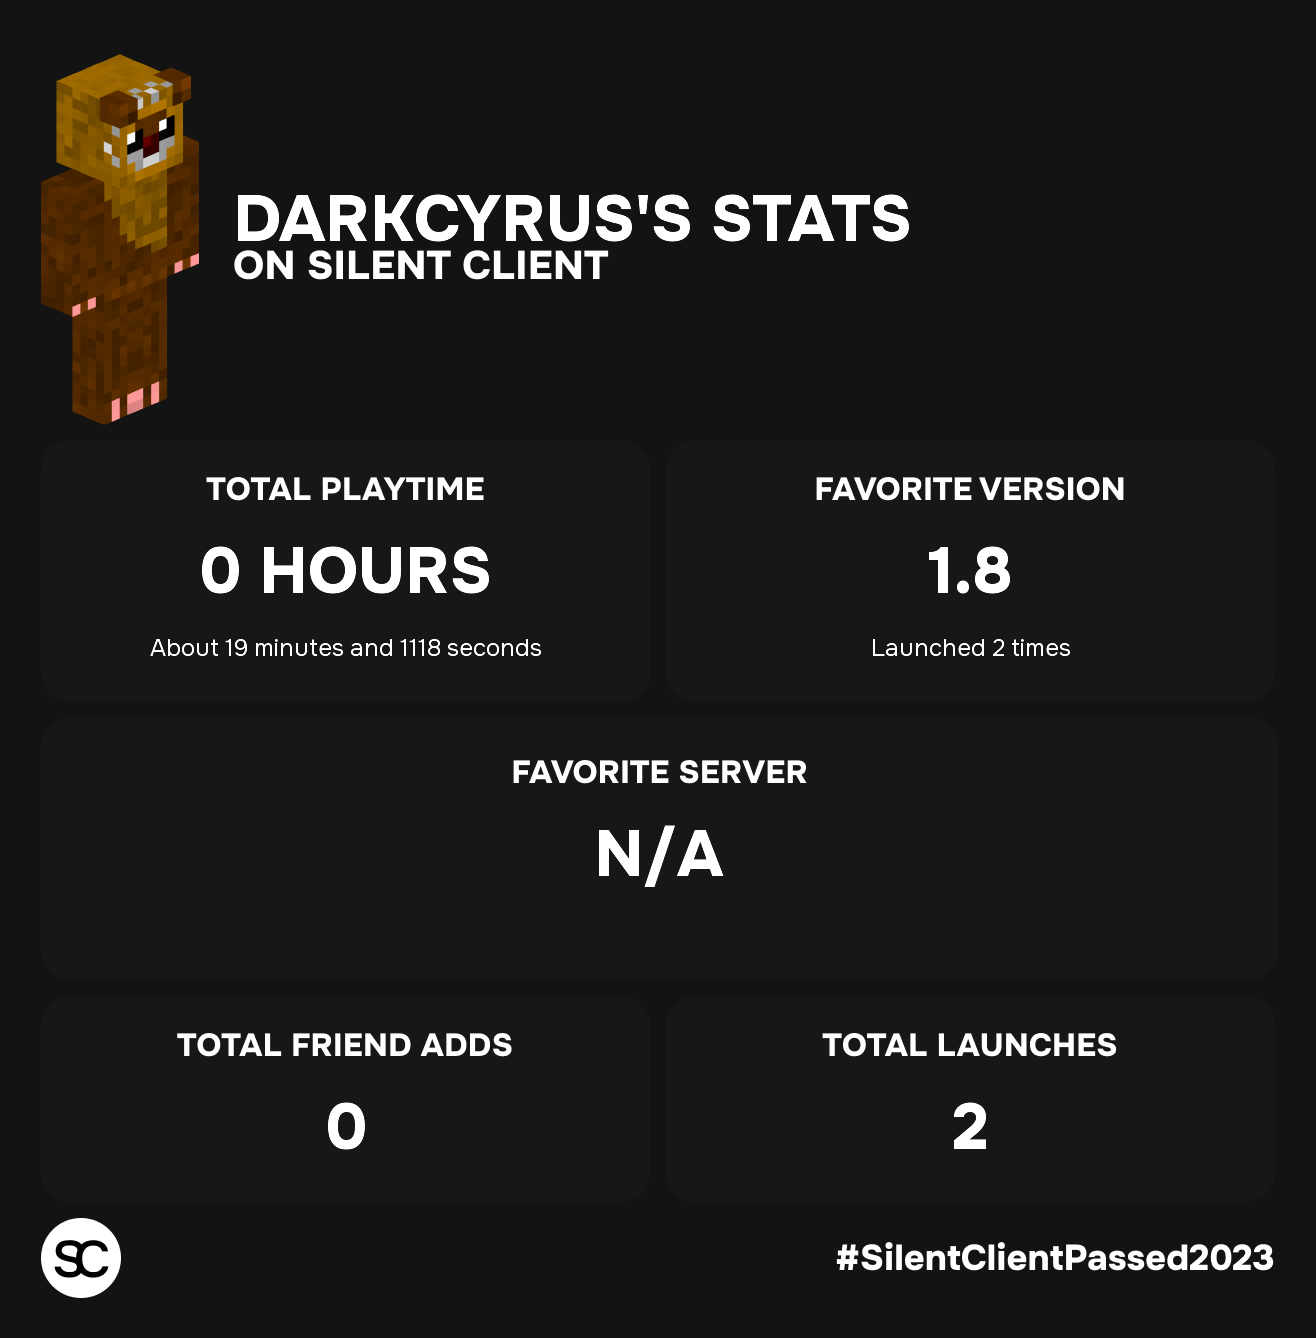 DARKCYRUS'S STATS
ON SILENT CLIENT
TOTAL PLAYTIME
0 HOURS
About 19 minutes and 1118 seconds
FAVORITE VERSION
1.8
Launched 2 times
FAVORITE SERVER
N/A
TOTAL FRIEND ADDS
0
TOTAL LAUNCHES
2
SC
#SilentClientPassed2023